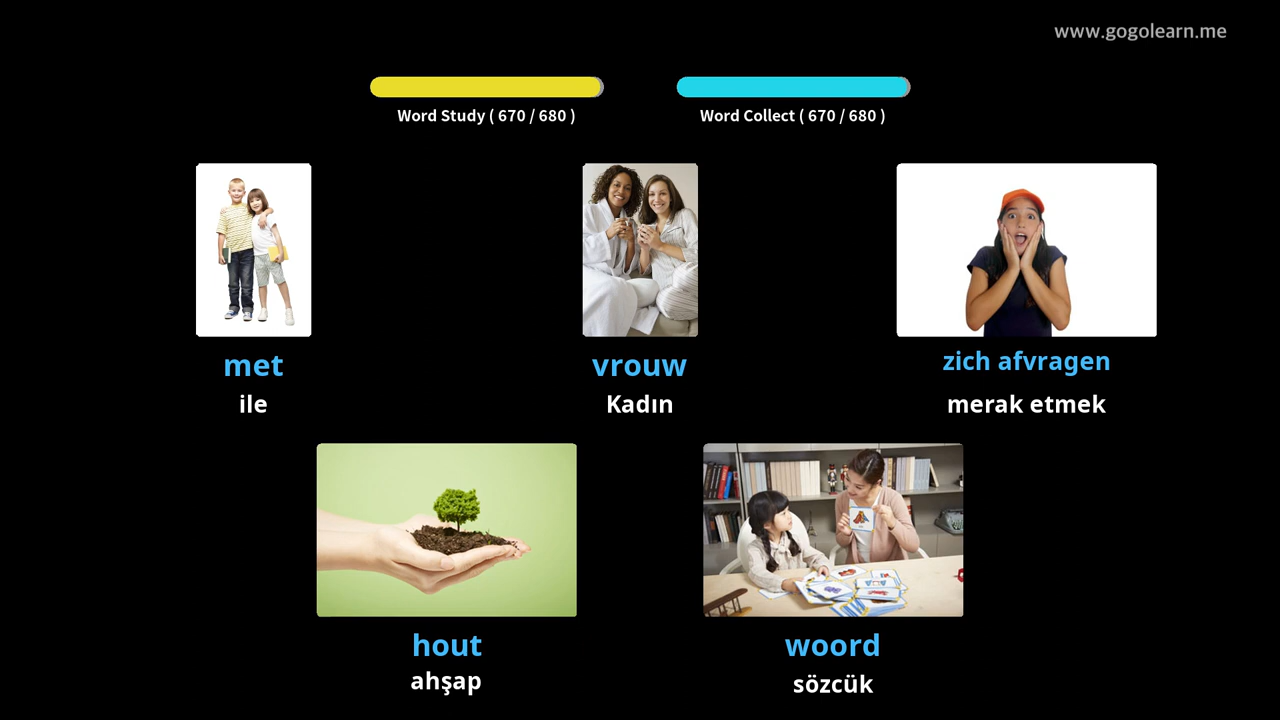 www.gogolearn.me
Word Study ( 670 / 680 )
Word Collect ( 670 / 680 )
met
ile
vrouw
Kadın
zich afvragen
merak etmek
hout
ahşap
woord
sözcük